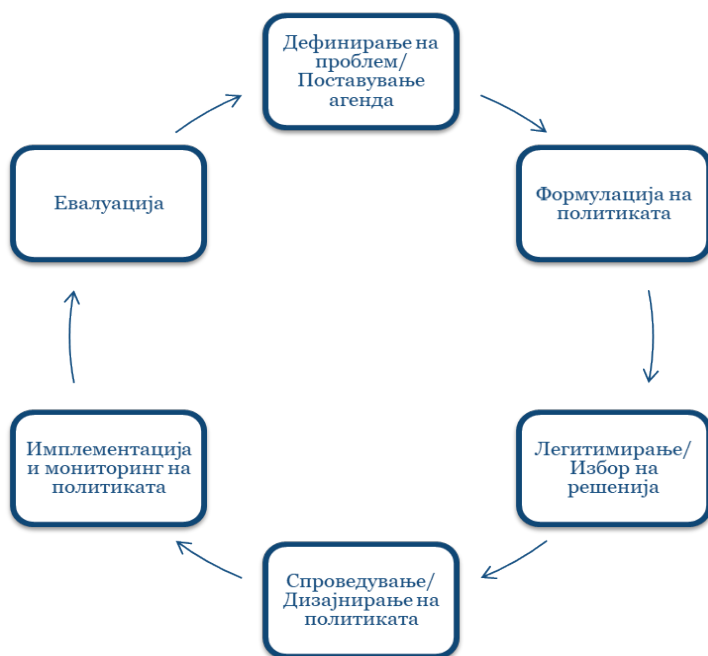 Дефинирање на
проблем/
Поставување
агенда
Формулација на
политиката
Легитимирање/
Избор на
решенија
Спроведување/
Дизајнирање на
политиката
Имплементација
и мониторинг на
политиката
Евалуација